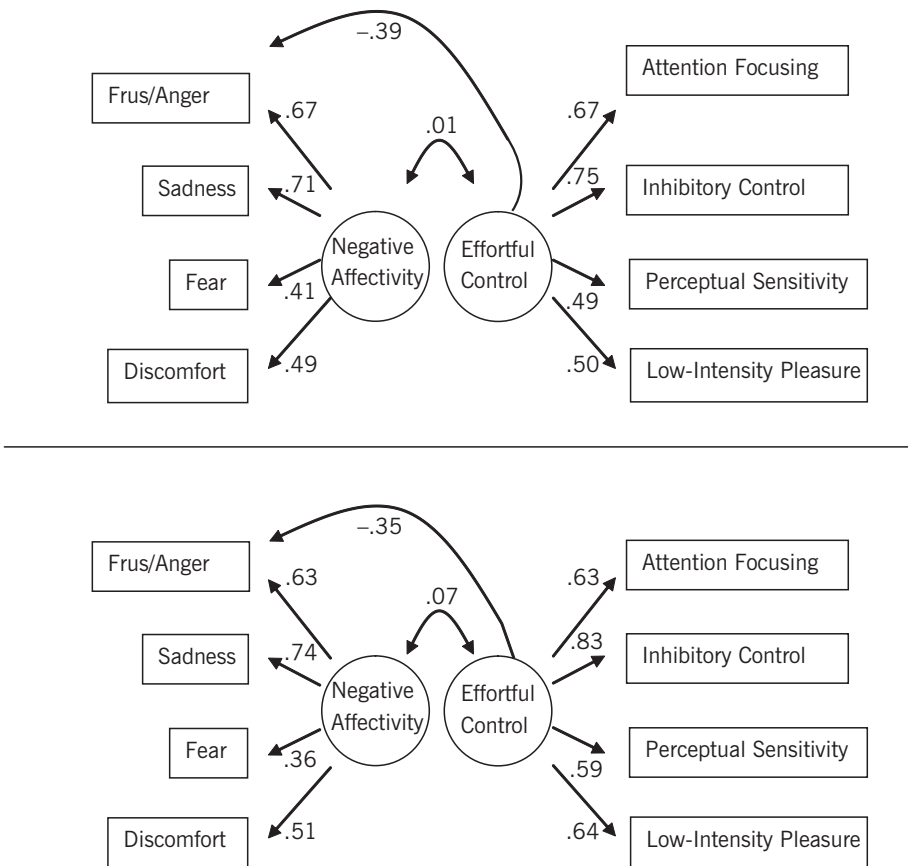 –.39
Attention Focusing
Frus/Anger
.67
.67
.01
Sadness
.71
.75
Inhibitory Control
Negative
Affectivity
Effortful
Control
Fear
.41
.49
Perceptual Sensitivity
Discomfort
.49
.50
Low-Intensity Pleasure
–.35
Frus/Anger
Attention Focusing
.63
.63
.07
Sadness
.74
.83
Inhibitory Control
Negative
Affectivity
Effortful
Control
Fear
.36
.59
Perceptual Sensitivity
Discomfort
.51
.64
Low-Intensity Pleasure